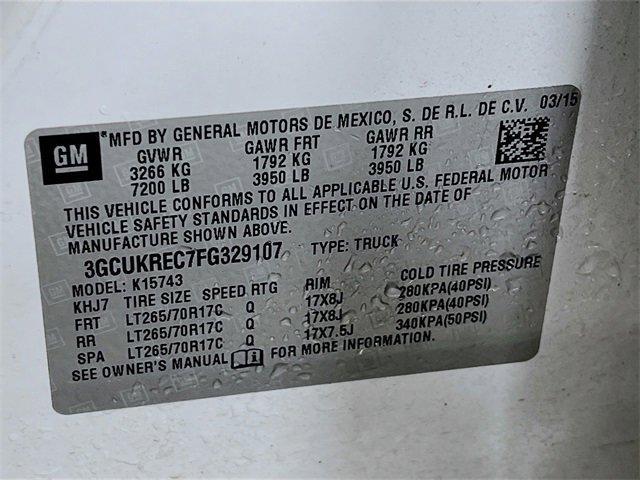 GM
*MFD BY GENERAL MOTORS DE MEXICO, S. DE R.L. DE C.V. 03/15
GVWR GAWR FRT GAWR RR
3266 KG 1792 KG 1792 KG
7200 LB 3950 LB 3950 LB
THIS VEHICLE CONFORMS TO ALL APPLICABLE U.S. FEDERAL MOTOR
VEHICLE SAFETY STANDARDS IN EFFECT ON THE DATE OF
MANUFACTURE SHOWN ABOVE.
3GCUKREC7FG329107 TYPE: TRUCK
MODEL: K15743
KHJ7 TIRE SIZE SPEED RTG RIM COLD TIRE PRESSURE
FRT LT265/70R17C Q 17X8J 280KPA(40PSI)
RR LT265/70R17C Q 17X8J 280KPA(40PSI)
SPA LT265/70R17C Q 17X7.5J 340KPA(50PSI)
SEE OWNER'S MANUAL FOR MORE INFORMATION.